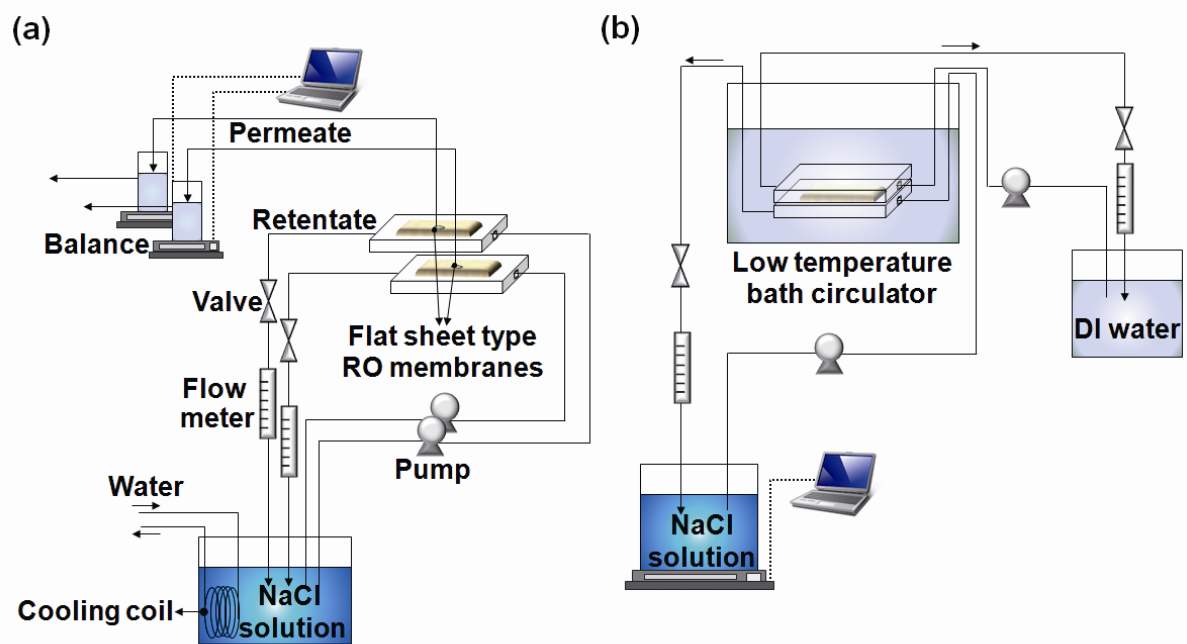 (a)
Permeate
Retentate
Balance
Valve
Flat sheet type
RO membranes
Flow
meter
Pump
Water
Cooling coil
NaCl
solution
(b)
Low temperature
bath circulator
DI water
NaCl
solution